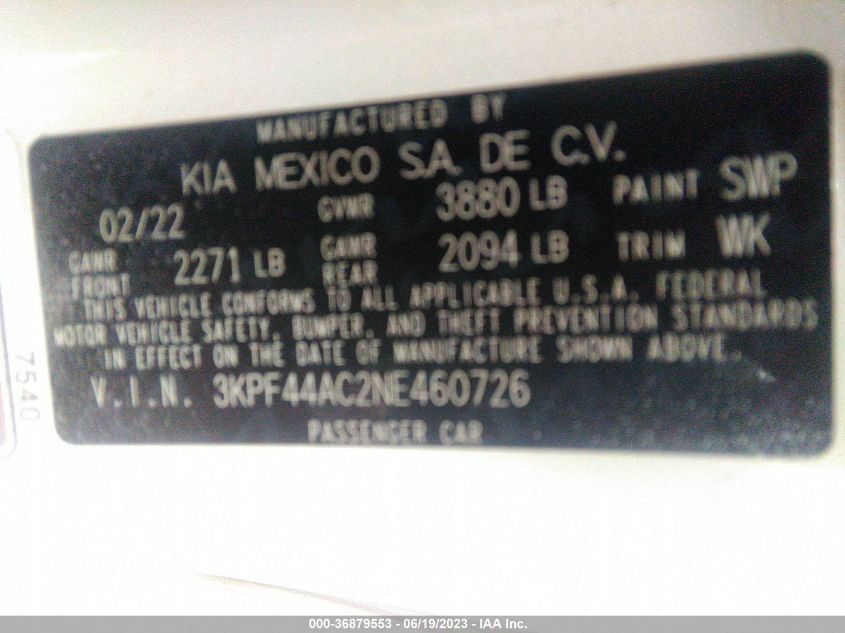 MANUFACTURED BY
KIA MEXICO S.A. DE C.V.
02/22 GVWR 3880 LB PAINT SWP
GAWR FRONT 2271 LB GAWR REAR 2094 LB TRIM WK
THIS VEHICLE CONFORMS TO ALL APPLICABLE U.S.A. FEDERAL
MOTOR VEHICLE SAFETY, BUMPER, AND THEFT PREVENTION STANDARDS
IN EFFECT ON THE DATE OF MANUFACTURE SHOWN ABOVE.
V.I.N. 3KPF44AC2NE460726
PASSENGER CAR
7540
000-36879553 - 06/19/2023 - IAA Inc.